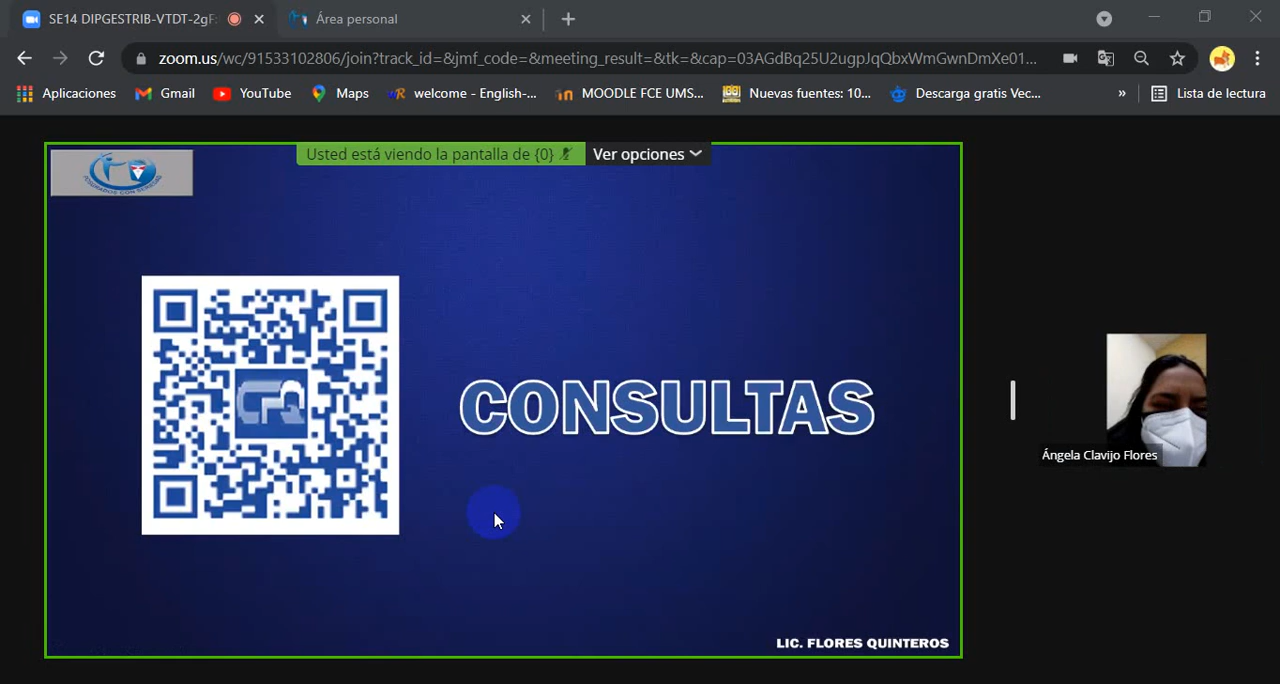 SE14 DIPGESTRIB-VTDT-2gF
Área personal
zoom.us/wc/91533102806/join?track_id=&jmf_code=&meeting_result=&tk=&cap=03AGdBq25U2ugpJqQbxWmGwnDmXe01...
Aplicaciones
Gmail
YouTube
Maps
welcome - English-...
MOODLE FCE UMS...
Nuevas fuentes: 10...
Descarga gratis Vec...
»
Lista de lectura
Usted está viendo la pantalla de {0}
Ver opciones
POSGRADOS CON
CONSULTAS
Ángela Clavijo Flores
LIC. FLORES QUINTEROS